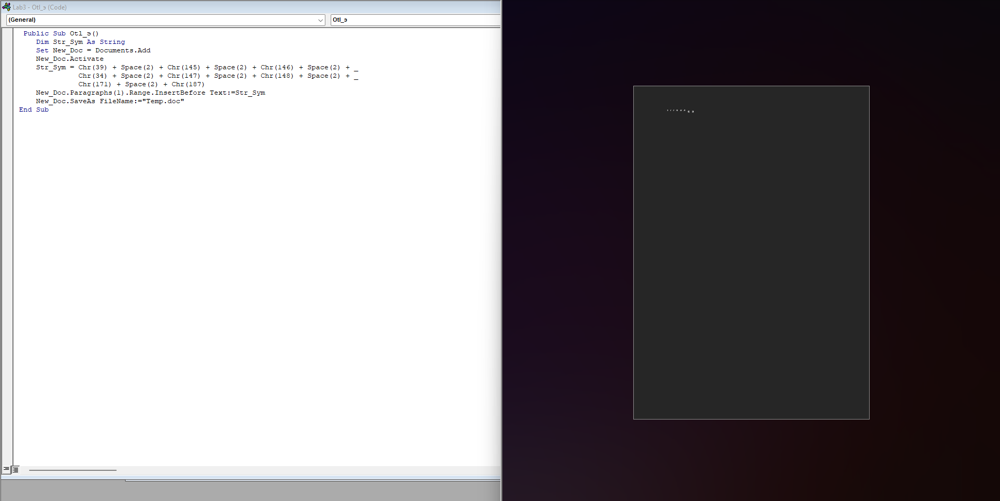 Lab3 - Otl_э (Code)
(General)
Otl_э
Public Sub Otl_э()
Dim Str_Sym As String
Set New_Doc = Documents.Add
New_Doc.Activate
Str_Sym = Chr(39) + Space(2) + Chr(145) + Space(2) + Chr(146) + Space(2) + _
Chr(34) + Space(2) + Chr(147) + Space(2) + Chr(148) + Space(2) + _
Chr(171) + Space(2) + Chr(187)
New_Doc.Paragraphs(1).Range.InsertBefore Text:=Str_Sym
New_Doc.SaveAs FileName:="Temp.doc"
End Sub
'  ‘  ’  "  “  ”  «  »